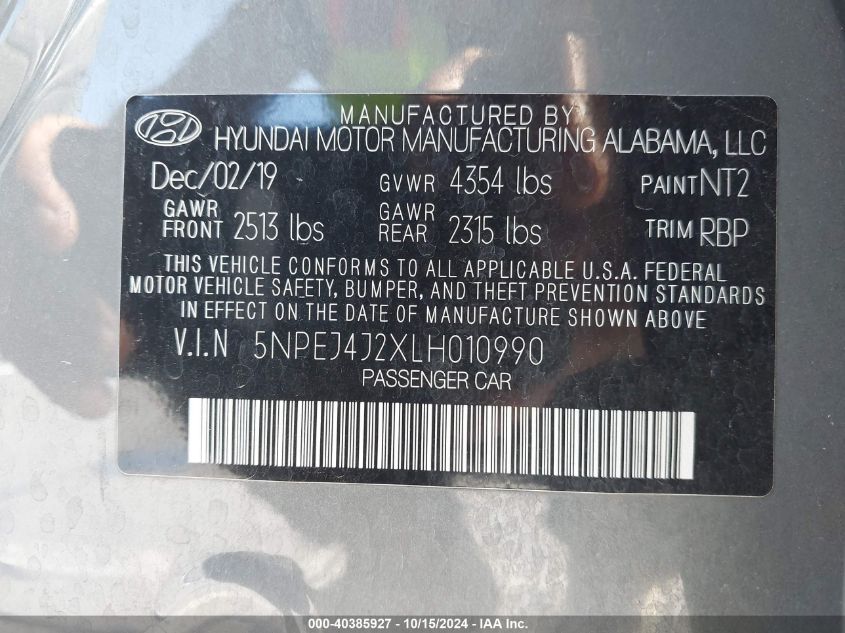 MANUFACTURED BY
HYUNDAI MOTOR MANUFACTURING ALABAMA, LLC
Dec/02/19 GVWR 4354 lbs PAINT NT2
GAWR FRONT 2513 lbs GAWR REAR 2315 lbs TRIM RBP
THIS VEHICLE CONFORMS TO ALL APPLICABLE U.S.A. FEDERAL
MOTOR VEHICLE SAFETY, BUMPER, AND THEFT PREVENTION STANDARDS
IN EFFECT ON THE DATE OF MANUFACTURE SHOWN ABOVE.
V.I.N 5NPEJ4J2XLH010990
PASSENGER CAR
000-40385927 - 10/15/2024 - IAA Inc.